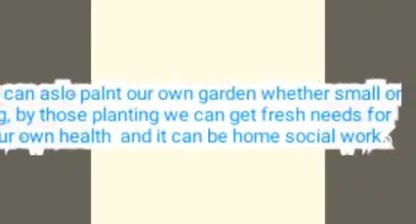 can aslo palnt our own garden whether small or
g, by those planting we can get fresh needs for
ur own health and it can be home social work.